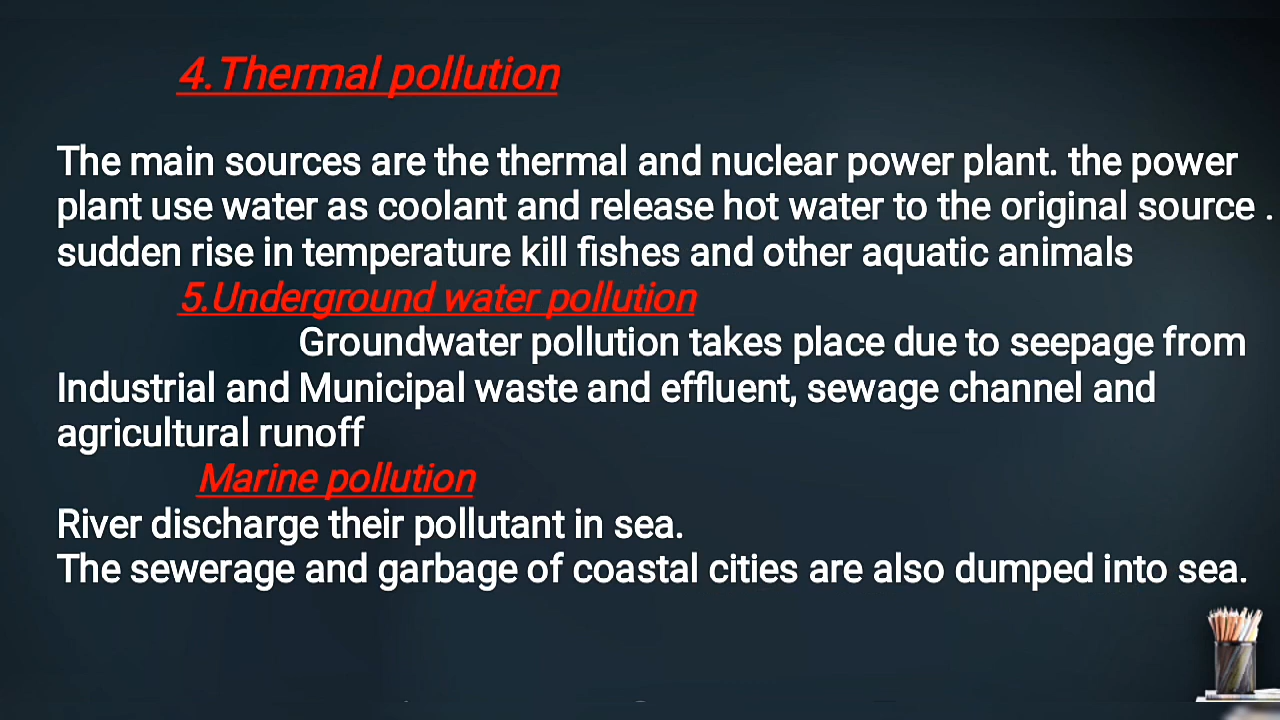 4.Thermal pollution
The main sources are the thermal and nuclear power plant. the power
plant use water as coolant and release hot water to the original source .
sudden rise in temperature kill fishes and other aquatic animals
5.Underground water pollution
Groundwater pollution takes place due to seepage from
Industrial and Municipal waste and effluent, sewage channel and
agricultural runoff
Marine pollution
River discharge their pollutant in sea.
The sewerage and garbage of coastal cities are also dumped into sea.